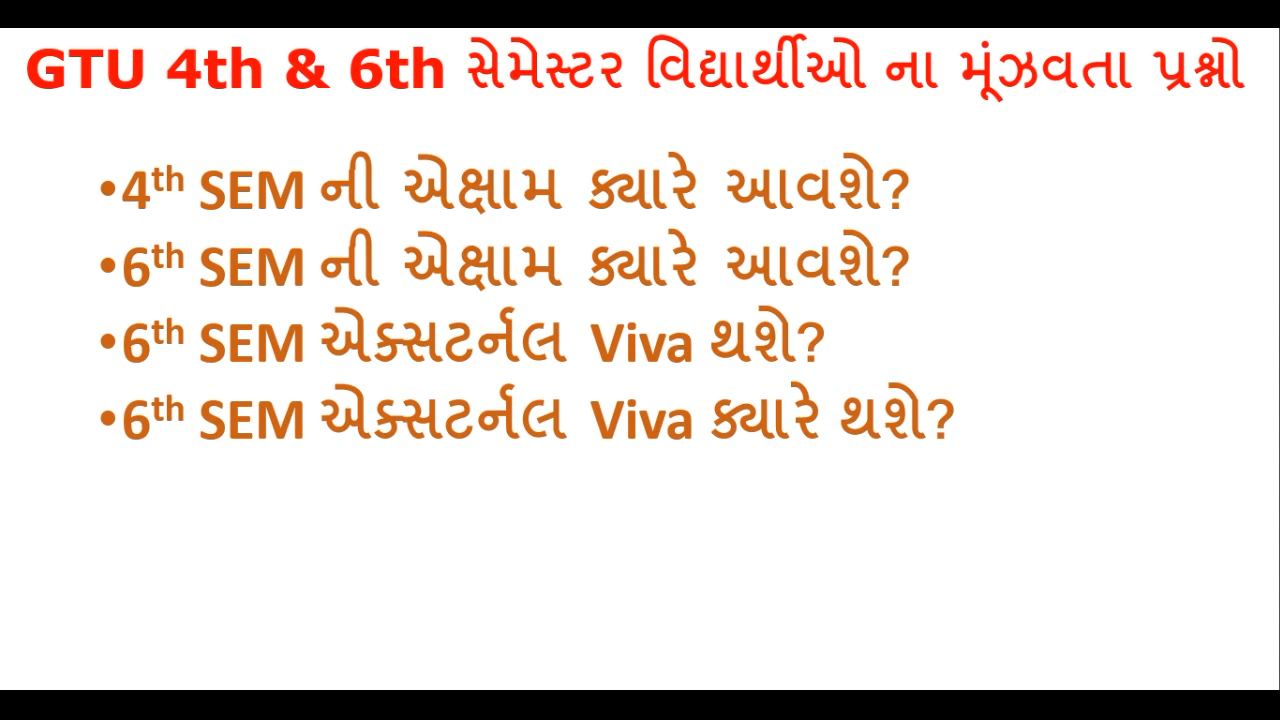 GTU 4th & 6th સેમેસ્ટર વિદ્યાર્થીઓ ના મૂંઝવતા પ્રશ્નો
•4th SEM ની એક્ષામ ક્યારે આવશે?
•6th SEM ની એક્ષામ ક્યારે આવશે?
•6th SEM એક્સટર્નલ Viva થશે?
•6th SEM એક્સટર્નલ Viva ક્યારે થશે?